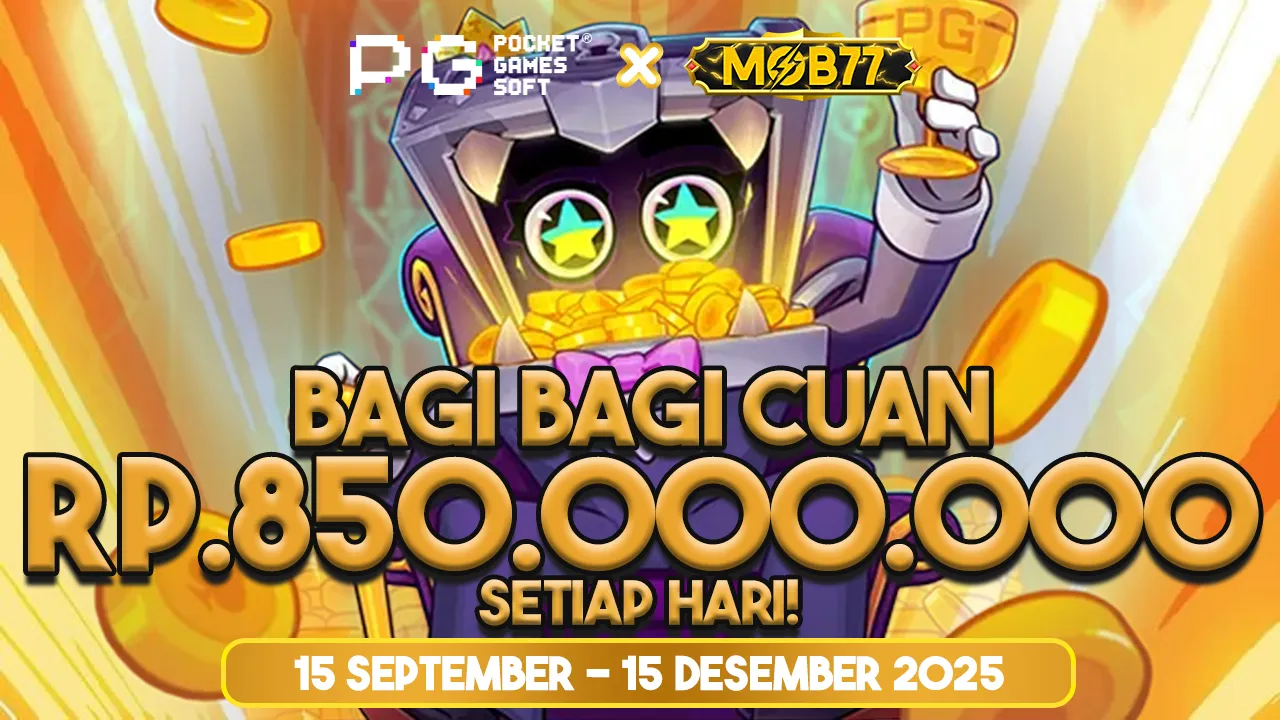 PG POCKET GAMES SOFT® X MOB77
PG
BAGI BAGI CUAN
RP.850.000.000
SETIAP HARI!
15 SEPTEMBER - 15 DESEMBER 2025